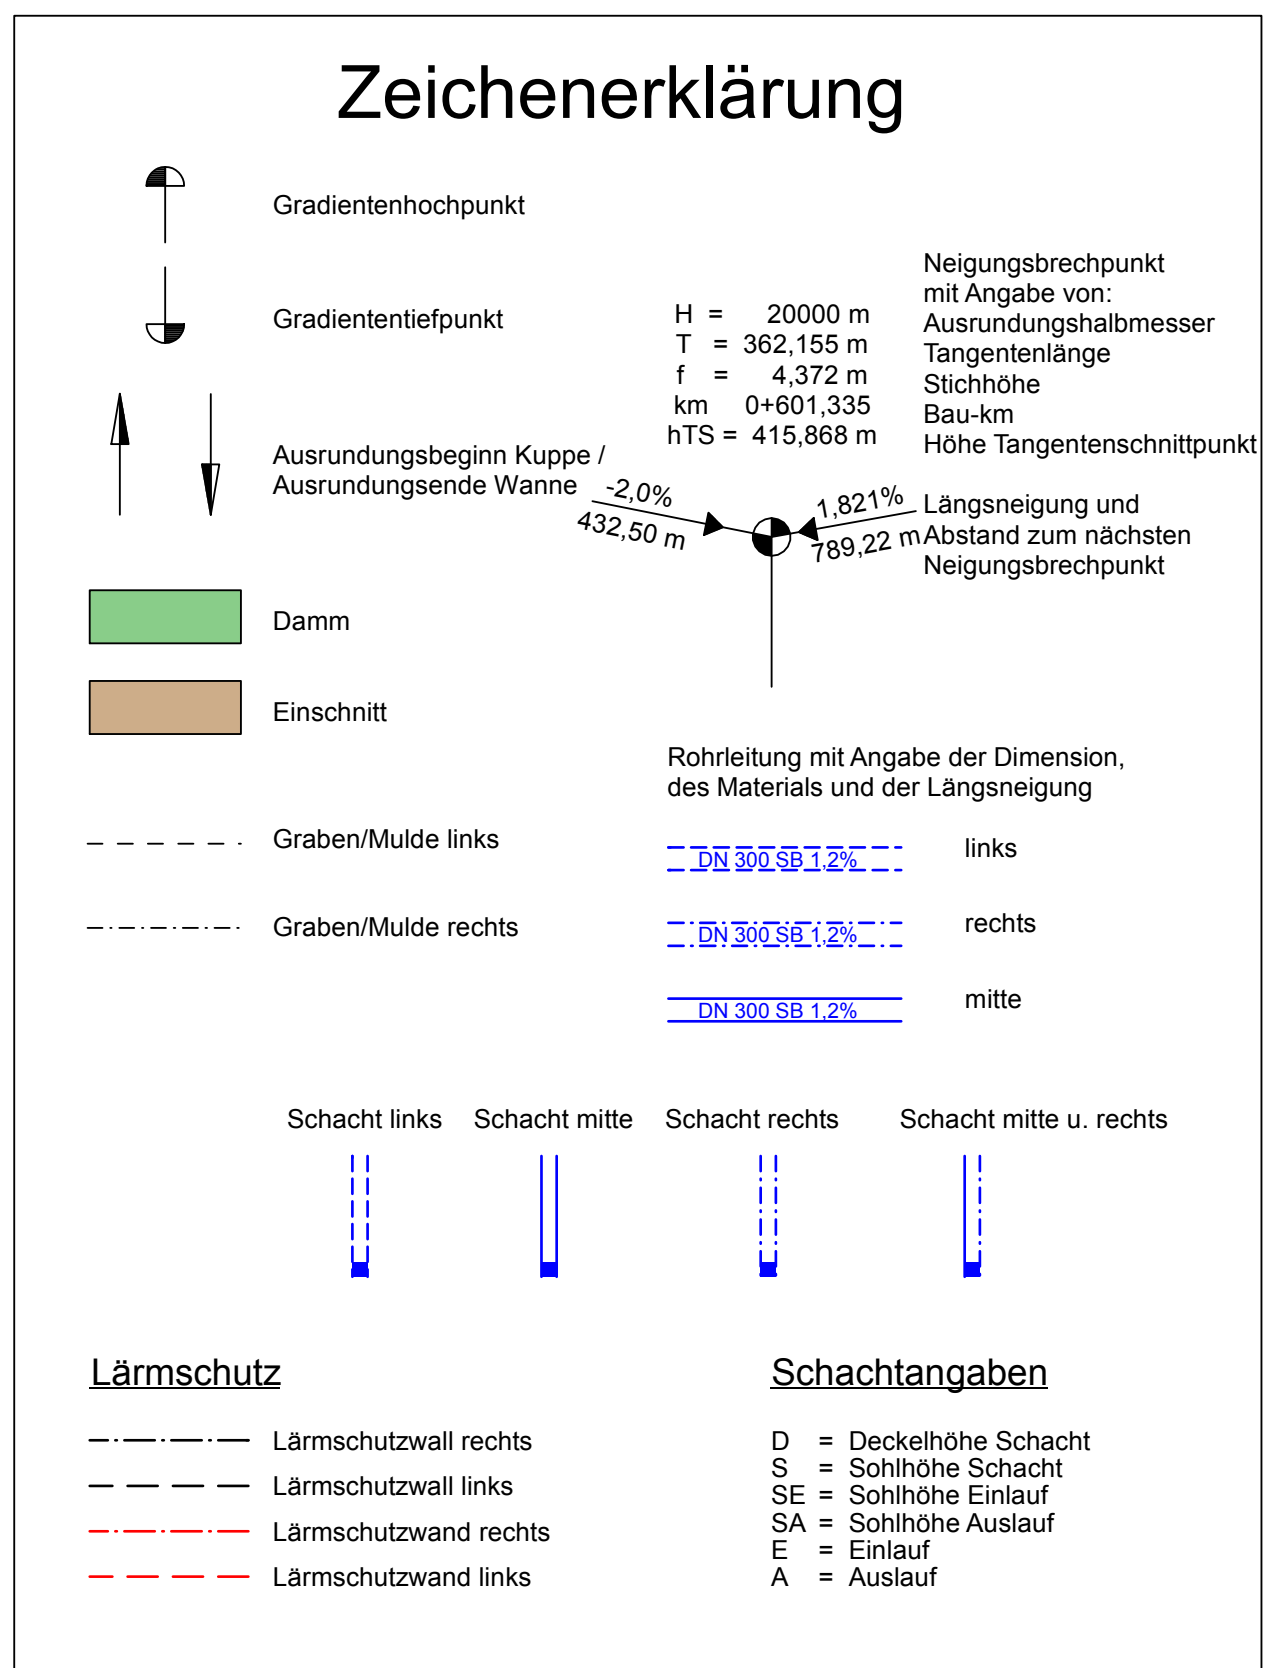 Zeichenerklärung
Gradientenhochpunkt
Gradiententiefpunkt
Ausrundungsbeginn Kuppe /
Ausrundungsende Wanne
H = 20000 m
T = 362,155 m
f = 4,372 m
km 0+601,335
hTS = 415,868 m
Neigungsbrechpunkt
mit Angabe von:
Ausrundungshalbmesser
Tangentenlänge
Stichhöhe
Bau-km
Höhe Tangentenschnittpunkt
-2,0%
432,50 m
1,821%
789,22 m
Längsneigung und
Abstand zum nächsten
Neigungsbrechpunkt
Damm
Einschnitt
Graben/Mulde links
Graben/Mulde rechts
Rohrleitung mit Angabe der Dimension,
des Materials und der Längsneigung
DN 300 SB 1,2% links
DN 300 SB 1,2% rechts
DN 300 SB 1,2% mitte
Schacht links Schacht mitte Schacht rechts Schacht mitte u. rechts
Lärmschutz
Lärmschutzwall rechts
Lärmschutzwall links
Lärmschutzwand rechts
Lärmschutzwand links
Schachtangaben
D = Deckelhöhe Schacht
S = Sohlhöhe Schacht
SE = Sohlhöhe Einlauf
SA = Sohlhöhe Auslauf
E = Einlauf
A = Auslauf